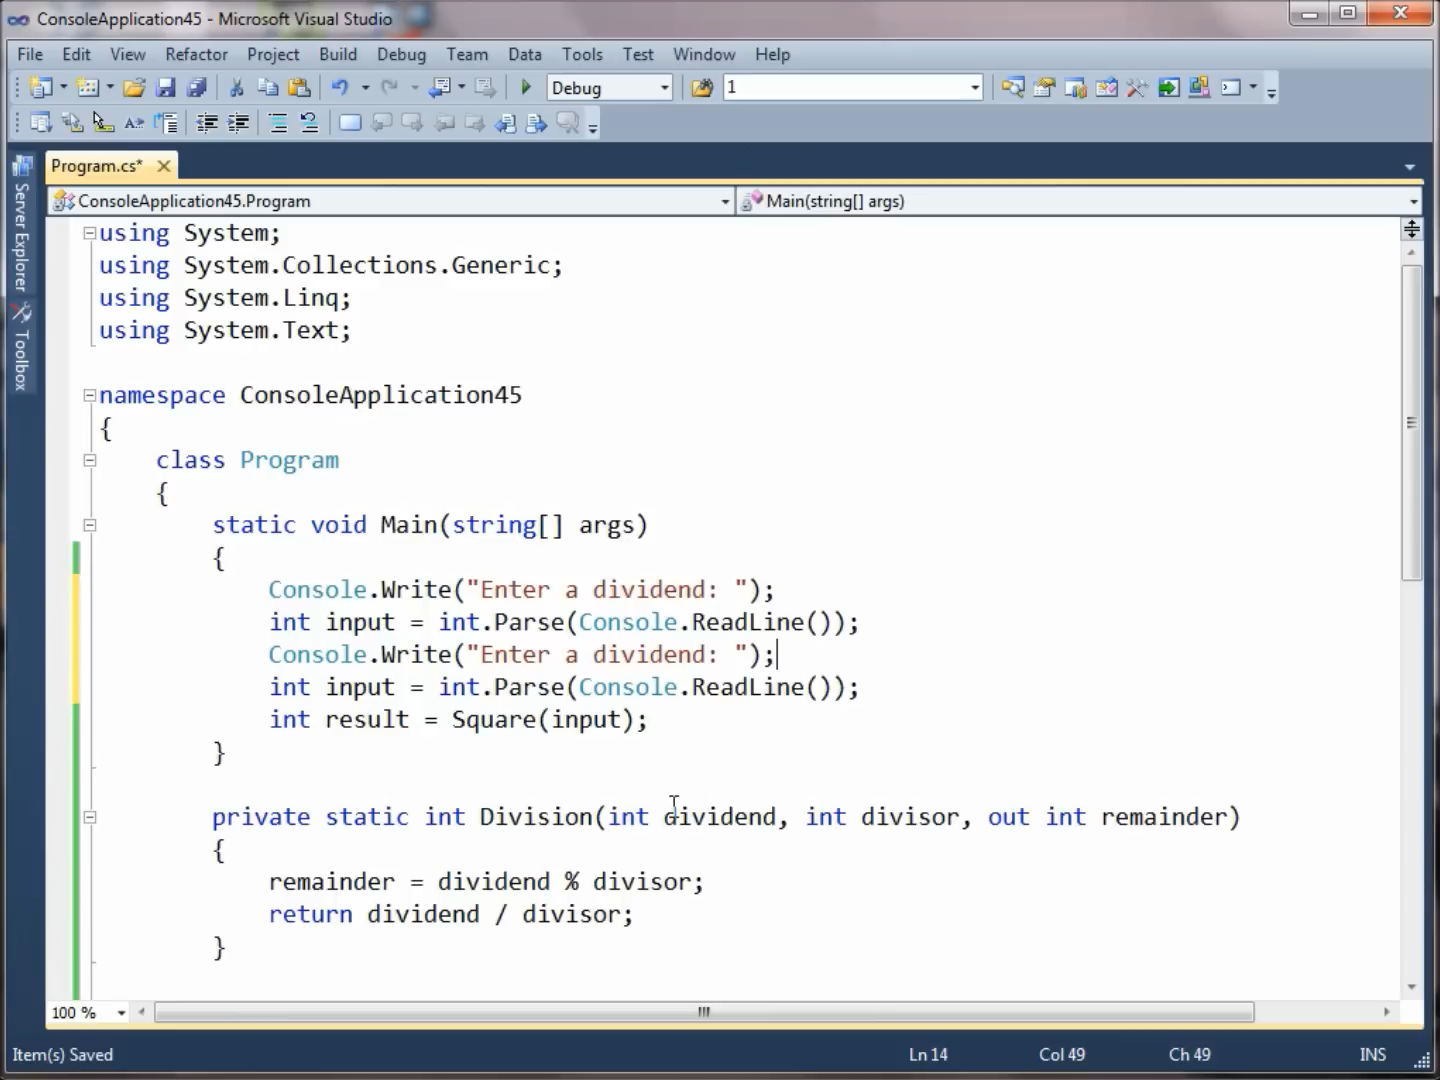 ConsoleApplication45 - Microsoft Visual Studio
File Edit View Refactor Project Build Debug Team Data Tools Test Window Help
Debug 1
Program.cs*
Server Explorer
Toolbox
ConsoleApplication45.Program Main(string[] args)
using System;
using System.Collections.Generic;
using System.Linq;
using System.Text;
namespace ConsoleApplication45
{
class Program
{
static void Main(string[] args)
{
Console.Write("Enter a dividend: ");
int input = int.Parse(Console.ReadLine());
Console.Write("Enter a dividend: ");
int input = int.Parse(Console.ReadLine());
int result = Square(input);
}
private static int Division(int dividend, int divisor, out int remainder)
{
remainder = dividend % divisor;
return dividend / divisor;
}
100 %
Item(s) Saved Ln 14 Col 49 Ch 49 INS